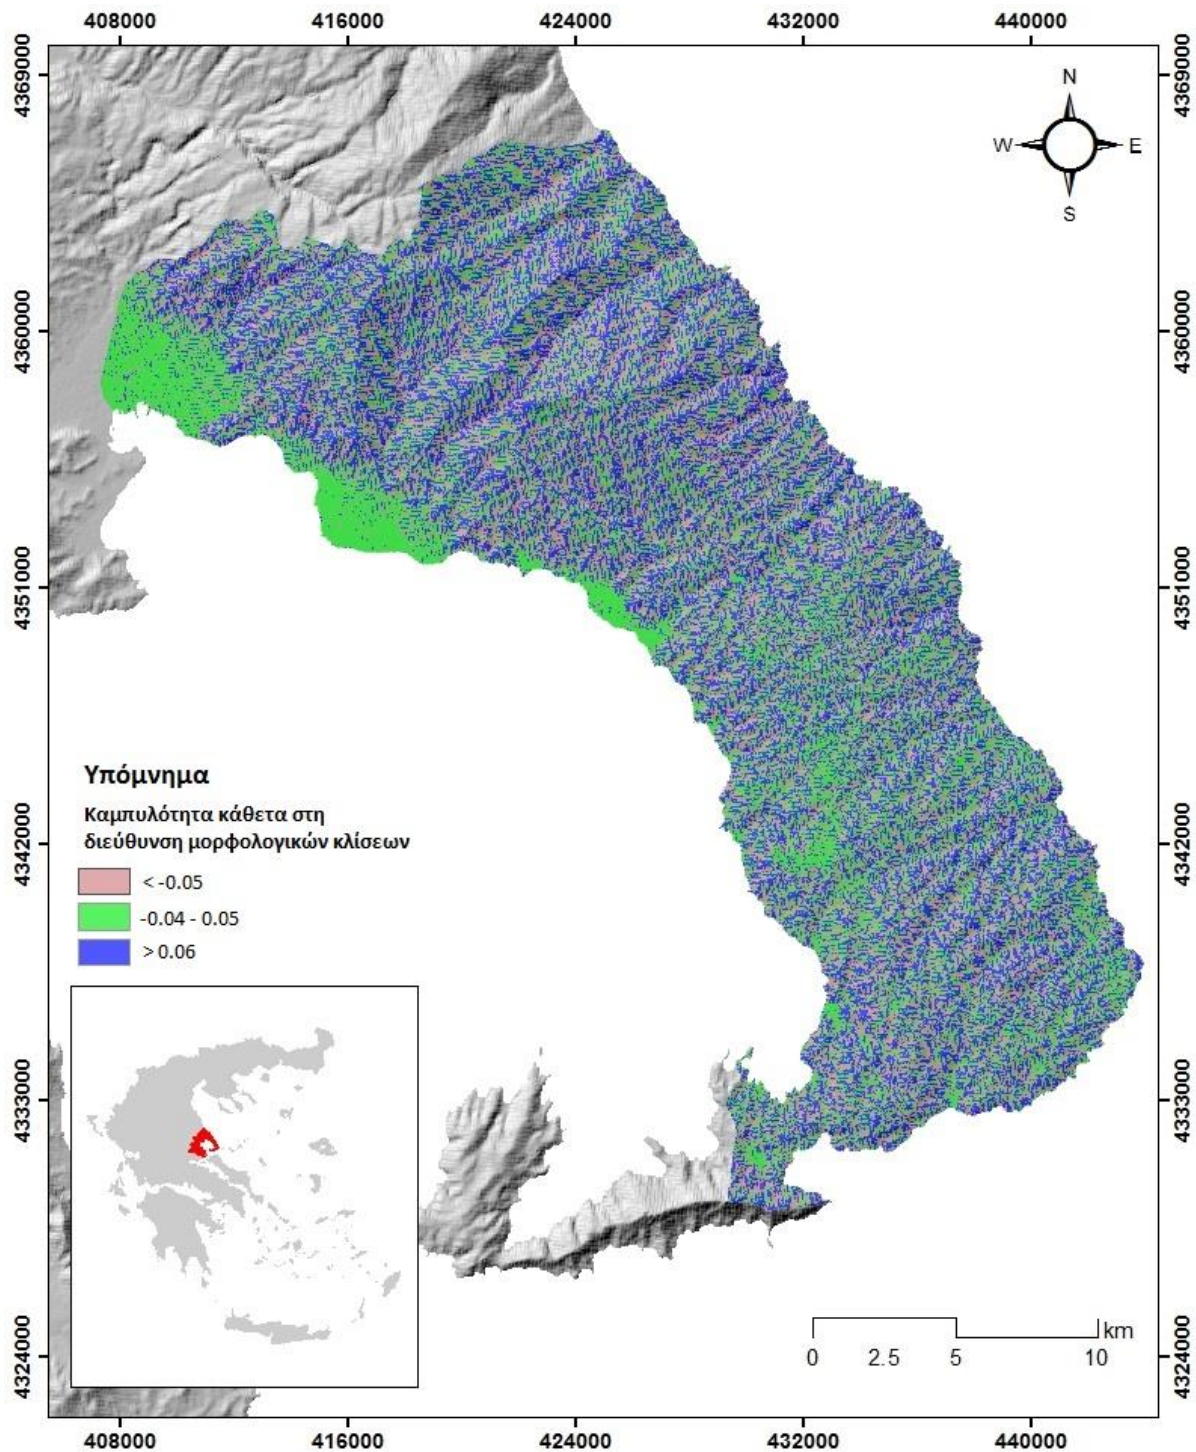 408000 416000 424000 432000 440000
4369000 4369000
N
W E
S
4360000 4360000
4351000 4351000
Υπόμνημα
Καμπυλότητα κάθετα στη
διεύθυνση μορφολογικών κλίσεων
< -0.05
-0.04 - 0.05
> 0.06
4342000 4342000
4333000 4333000
km
0 2.5 5 10
4324000 4324000
408000 416000 424000 432000 440000